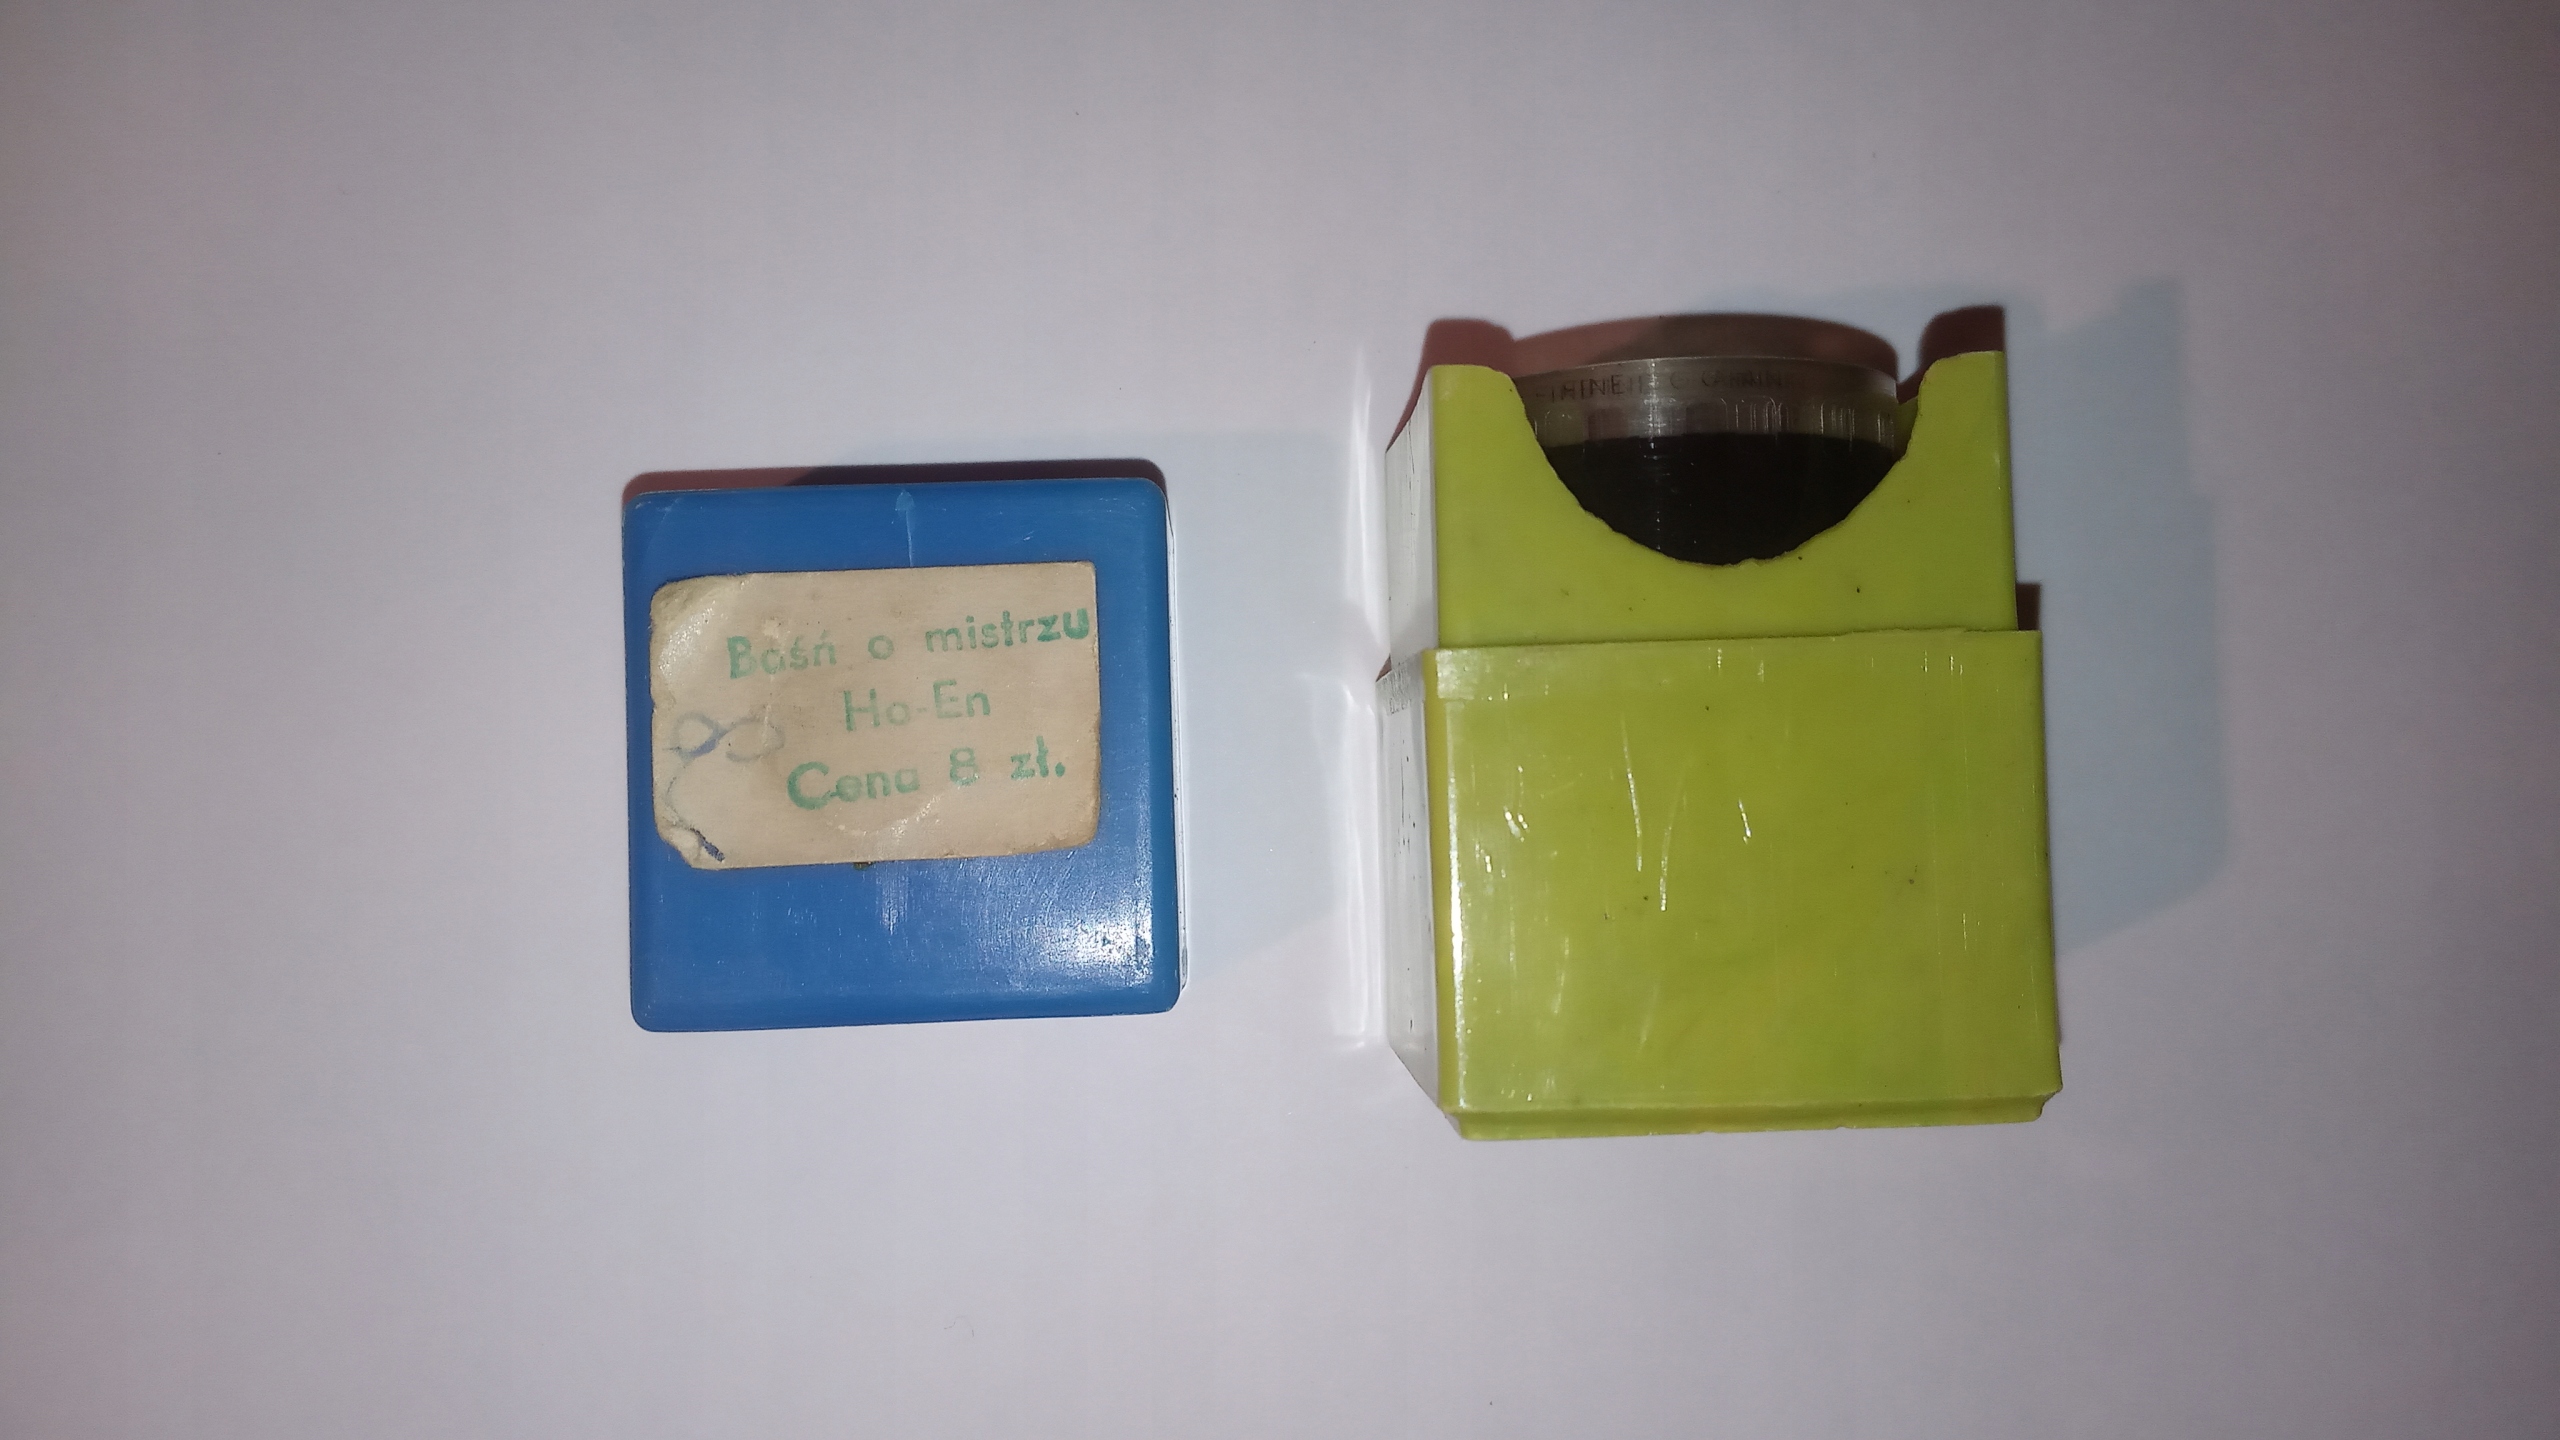 Baśń o mistrzu
Ho-En
Cena 8 zł.